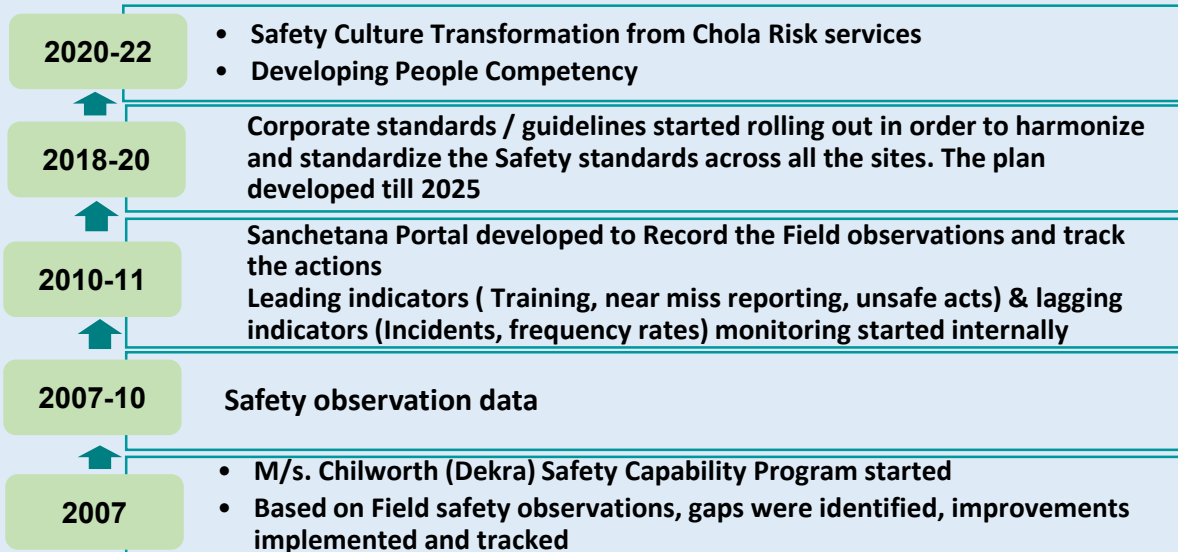 2020-22
• Safety Culture Transformation from Chola Risk services
• Developing People Competency
2018-20
Corporate standards / guidelines started rolling out in order to harmonize
and standardize the Safety standards across all the sites. The plan
developed till 2025
2010-11
Sanchetana Portal developed to Record the Field observations and track
the actions
Leading indicators ( Training, near miss reporting, unsafe acts) & lagging
indicators (Incidents, frequency rates) monitoring started internally
2007-10
Safety observation data
2007
• M/s. Chilworth (Dekra) Safety Capability Program started
• Based on Field safety observations, gaps were identified, improvements
implemented and tracked